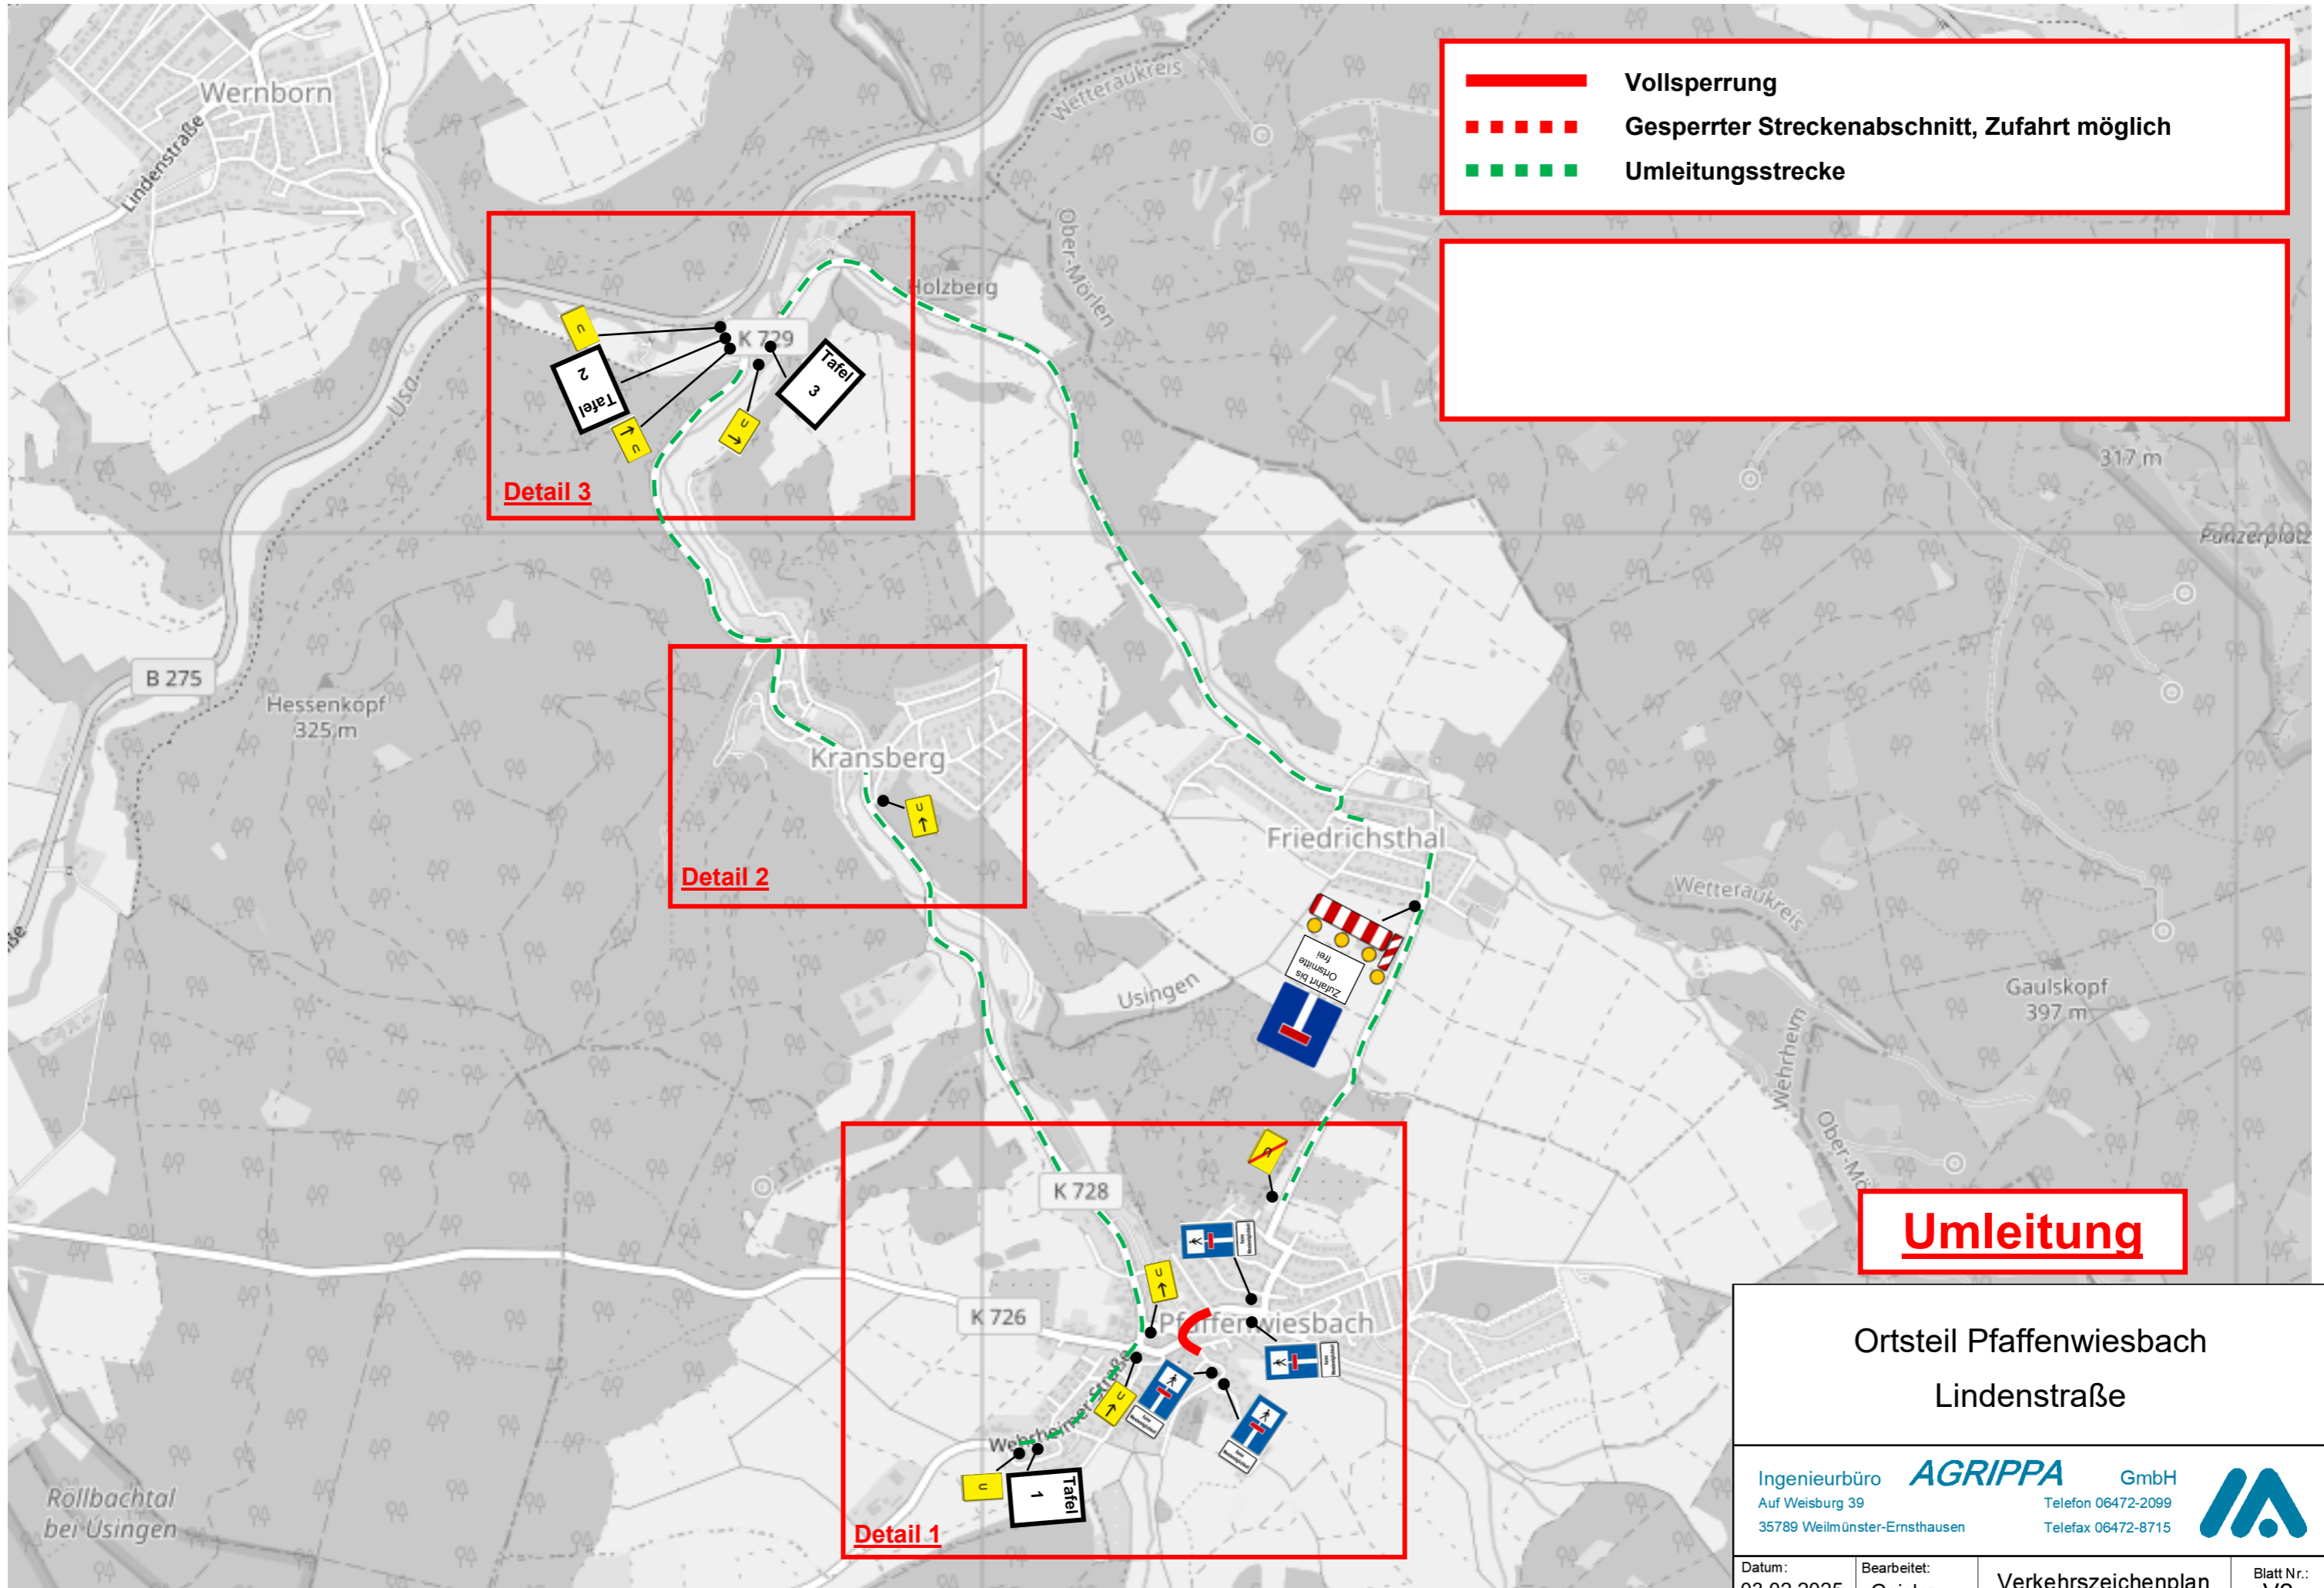 Vollsperrung
Gesperrter Streckenabschnitt, Zufahrt möglich
Umleitungsstrecke
Wernborn
Lindenstraße
Wetteraukreis
Ober-Mörlen
Holzberg
K 729
U
Tafel
2
U
Tafel
3
U
Usa
Detail 3
317 m
Panzerplatz
B 275
Hessenkopf
325 m
Kransberg
U
Detail 2
Friedrichsthal
Wetteraukreis
Zufahrt bis
Ortsmitte
frei
Usingen
Gaulskopf
397 m
Wehrheim
U
K 728
U
K 726
Pfaffenwiesbach
Wehrheimer Straße
U
U
Tafel
1
Detail 1
Röllbachtal
bei Usingen
Umleitung
Ortsteil Pfaffenwiesbach
Lindenstraße
Ingenieurbüro AGRIPPA GmbH
Auf Weisburg 39 Telefon 06472-2099
35789 Weilmünster-Ernsthausen Telefax 06472-8715
Datum: Bearbeitet: Verkehrszeichenplan Blatt Nr.: